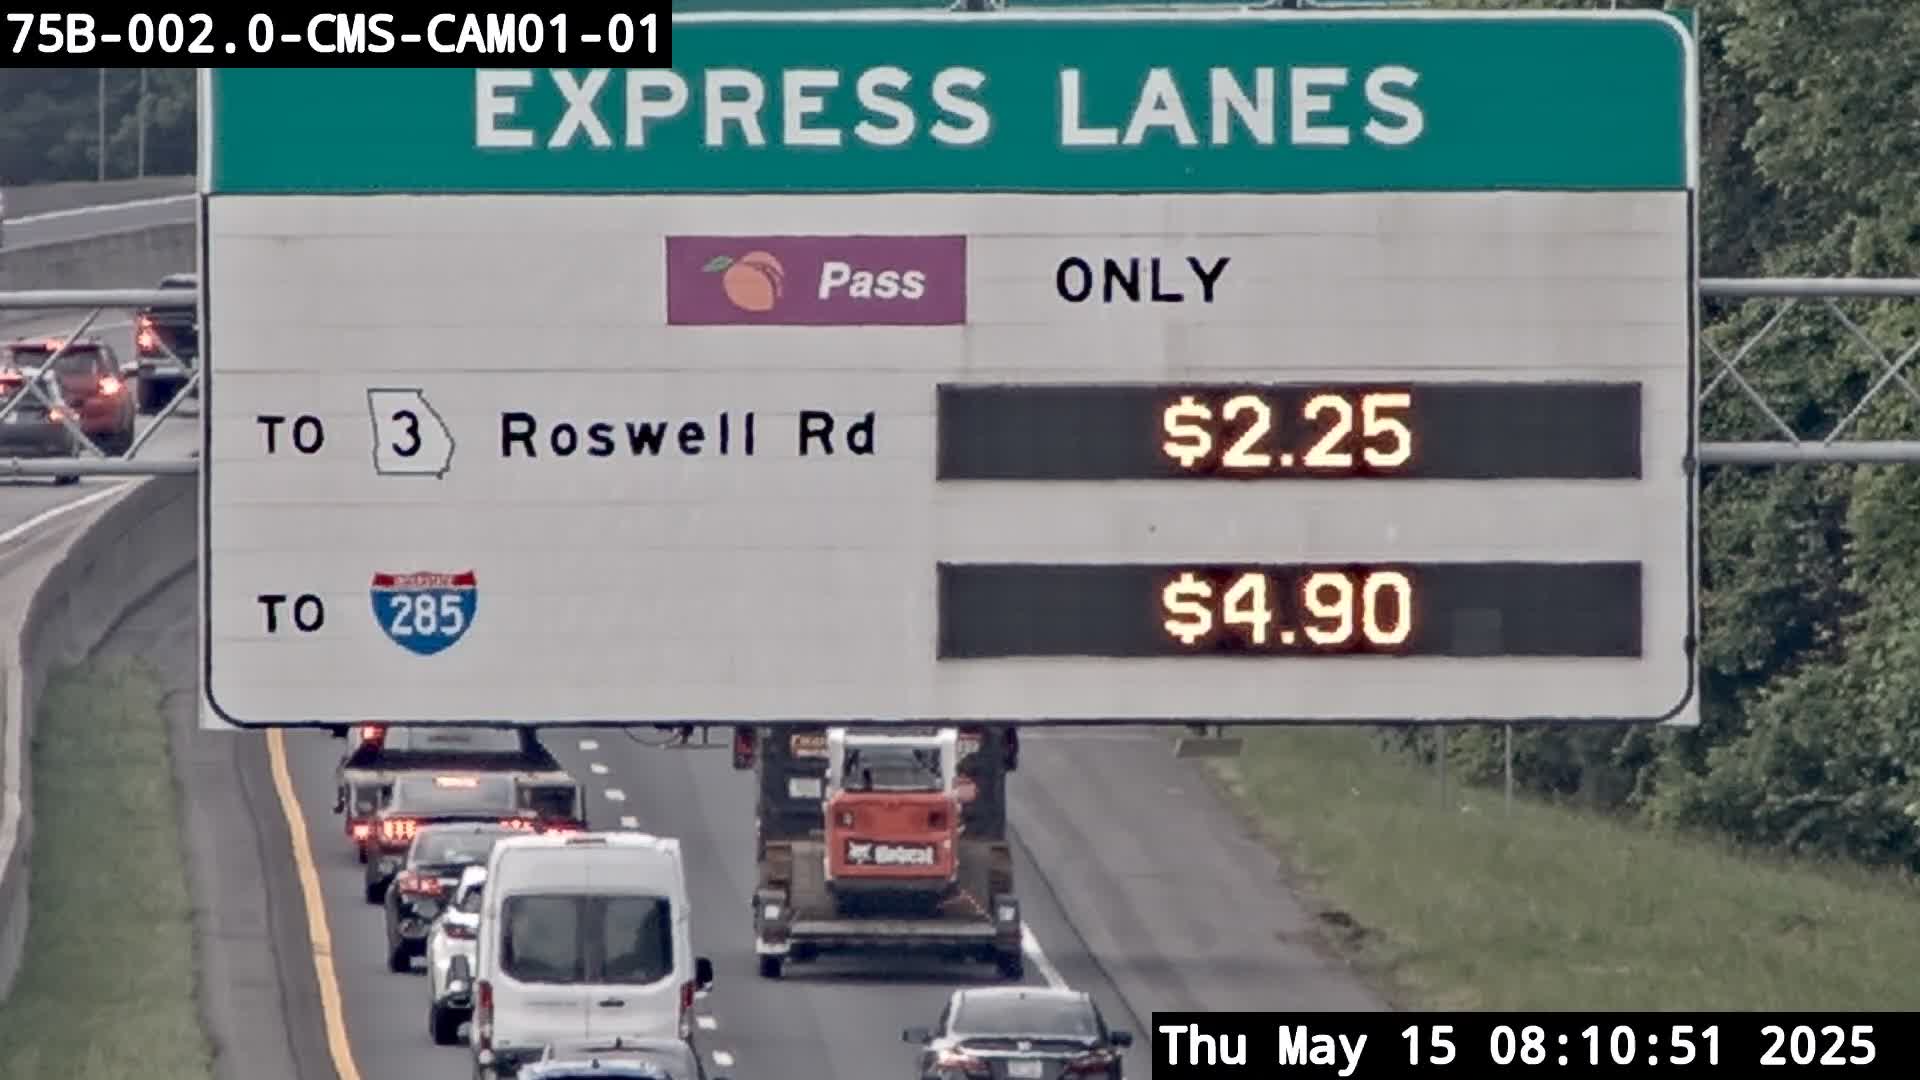 75B-002.0-CMS-CAM01-01
EXPRESS LANES
Pass ONLY
TO 3 Roswell Rd $2.25
TO INTERSTATE 285 $4.90
Bobcat
Thu May 15 08:10:51 2025